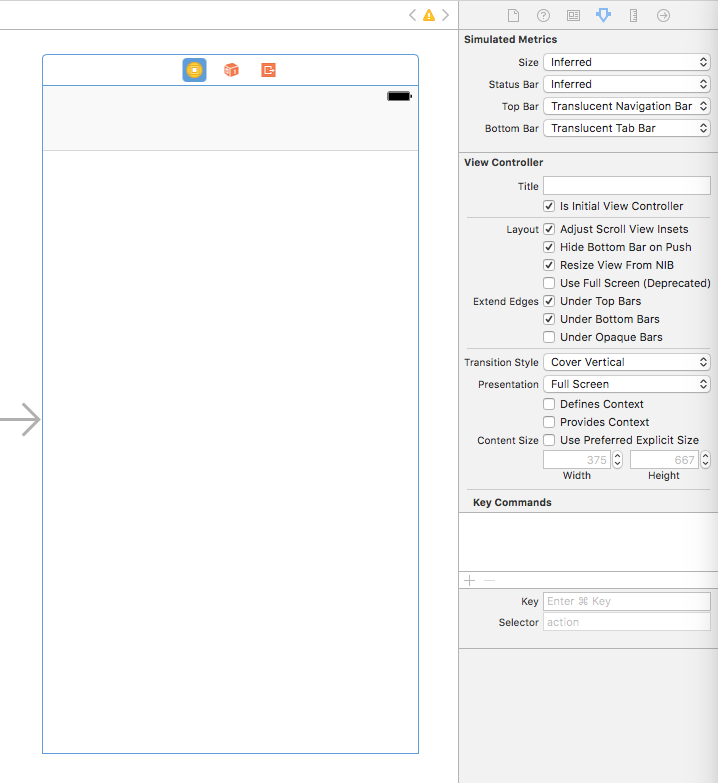 Simulated Metrics
Size Inferred
Status Bar Inferred
Top Bar Translucent Navigation Bar
Bottom Bar Translucent Tab Bar
View Controller
Title
Is Initial View Controller
Layout Adjust Scroll View Insets
Hide Bottom Bar on Push
Resize View From NIB
Use Full Screen (Deprecated)
Extend Edges Under Top Bars
Under Bottom Bars
Under Opaque Bars
Transition Style Cover Vertical
Presentation Full Screen
Defines Context
Provides Context
Content Size Use Preferred Explicit Size
375 667
Width Height
Key Commands
Key Enter ⌘ Key
Selector action